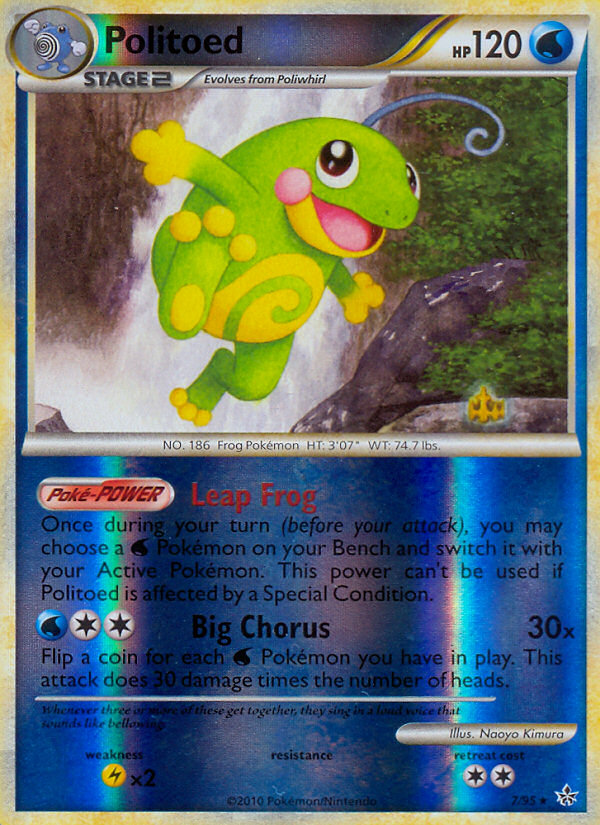 Politoed HP 120
STAGE 2 Evolves from Poliwhirl
NO. 186 Frog Pokémon HT: 3'07" WT: 74.7 lbs.
Poké-POWER Leap Frog
Once during your turn (before your attack), you may
choose a Pokémon on your Bench and switch it with
your Active Pokémon. This power can't be used if
Politoed is affected by a Special Condition.
Big Chorus 30x
Flip a coin for each Pokémon you have in play. This
attack does 30 damage times the number of heads.
Whenever three or more of these get together, they sing in a loud voice that
sounds like bellowing.
Illus. Naoyo Kimura
weakness resistance retreat cost
×2
©2010 Pokémon/Nintendo 7/95 ★